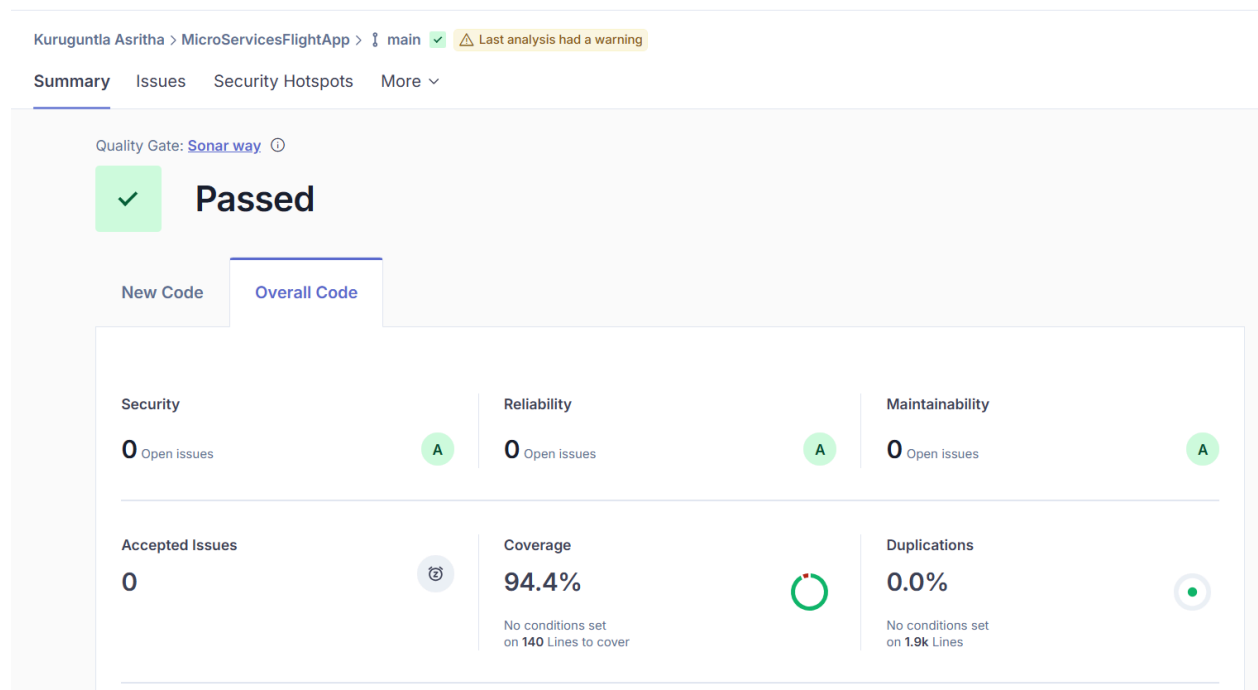 Kuruguntla Asritha > MicroServicesFlightApp > main Last analysis had a warning
Summary Issues Security Hotspots More
Quality Gate: Sonar way
Passed
New Code Overall Code
Security Reliability Maintainability
0 Open issues A 0 Open issues A 0 Open issues A
Accepted Issues Coverage Duplications
0 94.4% 0.0%
No conditions set No conditions set
on 140 Lines to cover on 1.9k Lines